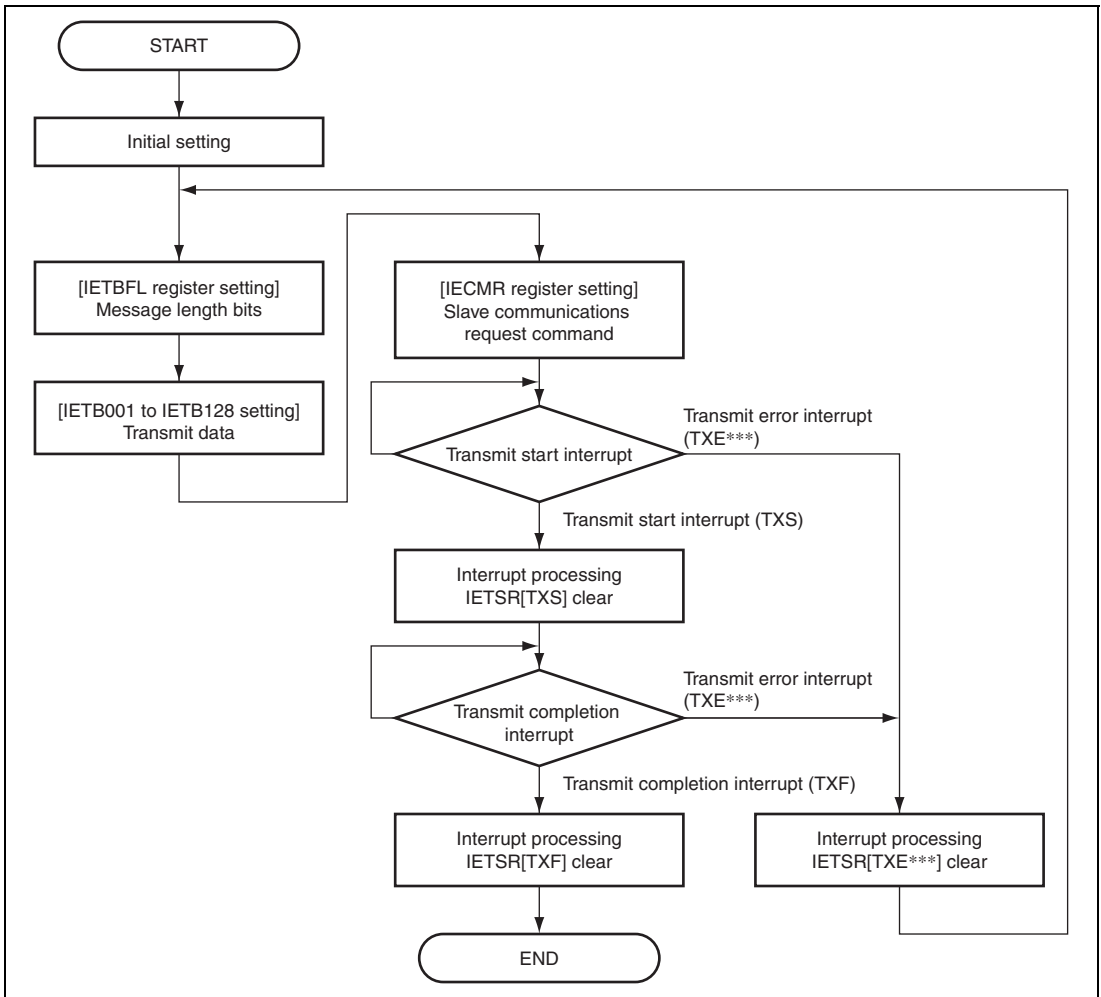 START
Initial setting
[IETBFL register setting]
Message length bits
[IETB001 to IETB128 setting]
Transmit data
[IECMR register setting]
Slave communications
request command
Transmit start interrupt
Transmit error interrupt
(TXE***)
Transmit start interrupt (TXS)
Interrupt processing
IETSR[TXS] clear
Transmit completion
interrupt
Transmit error interrupt
(TXE***)
Transmit completion interrupt (TXF)
Interrupt processing
IETSR[TXF] clear
Interrupt processing
IETSR[TXE***] clear
END